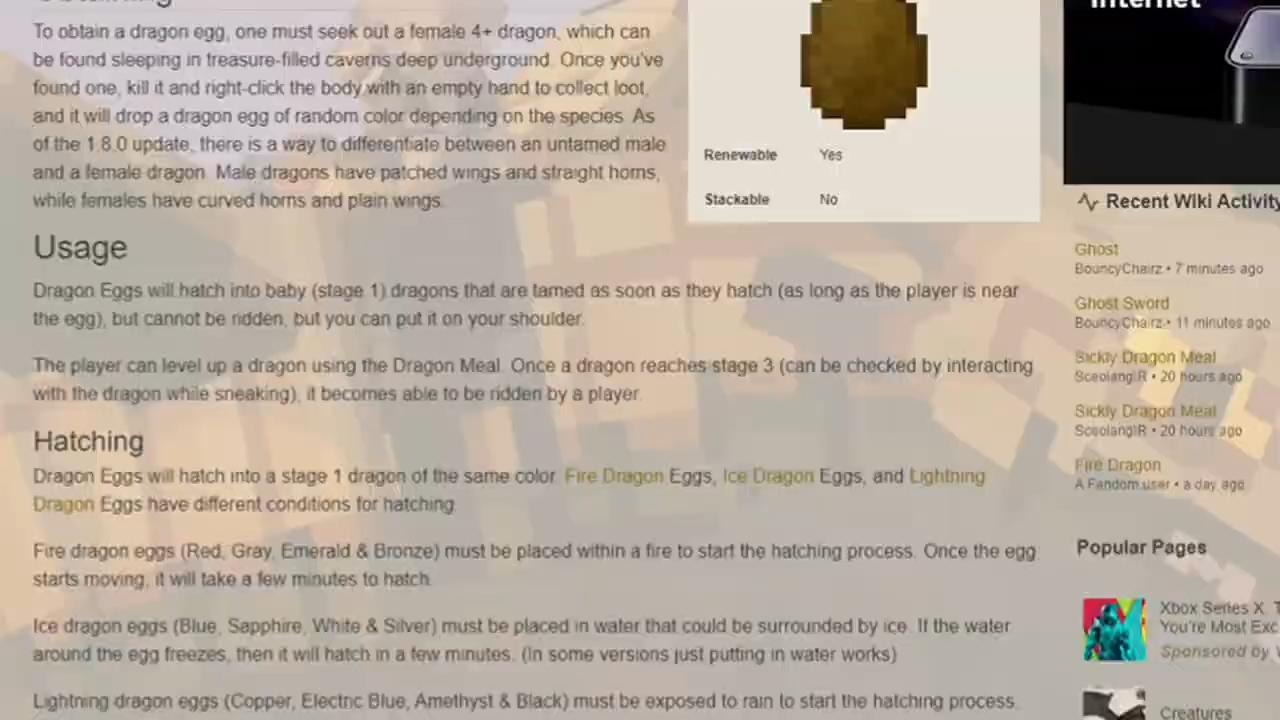 Obtaining
To obtain a dragon egg, one must seek out a female 4+ dragon, which can
be found sleeping in treasure-filled caverns deep underground. Once you've
found one, kill it and right-click the body with an empty hand to collect loot,
and it will drop a dragon egg of random color depending on the species. As
of the 1.8.0 update, there is a way to differentiate between an untamed male
and a female dragon. Male dragons have patched wings and straight horns,
while females have curved horns and plain wings.
Renewable Yes
Stackable No
Usage
Dragon Eggs will hatch into baby (stage 1) dragons that are tamed as soon as they hatch (as long as the player is near
the egg), but cannot be ridden, but you can put it on your shoulder.
The player can level up a dragon using the Dragon Meal. Once a dragon reaches stage 3 (can be checked by interacting
with the dragon while sneaking), it becomes able to be ridden by a player.
Hatching
Dragon Eggs will hatch into a stage 1 dragon of the same color. Fire Dragon Eggs, Ice Dragon Eggs, and Lightning
Dragon Eggs have different conditions for hatching.
Fire dragon eggs (Red, Gray, Emerald & Bronze) must be placed within a fire to start the hatching process. Once the egg
starts moving, it will take a few minutes to hatch.
Ice dragon eggs (Blue, Sapphire, White & Silver) must be placed in water that could be surrounded by ice. If the water
around the egg freezes, then it will hatch in a few minutes. (In some versions just putting in water works)
Lightning dragon eggs (Copper, Electric Blue, Amethyst & Black) must be exposed to rain to start the hatching process.
Internet
Recent Wiki Activity
Ghost
BouncyChairz • 7 minutes ago
Ghost Sword
BouncyChairz • 11 minutes ago
Sickly Dragon Meal
SceolangIR • 20 hours ago
Sickly Dragon Meal
SceolangIR • 20 hours ago
Fire Dragon
A Fandom user • a day ago
Popular Pages
Xbox Series X: T
You're Most Exc
Sponsored by
Creatures